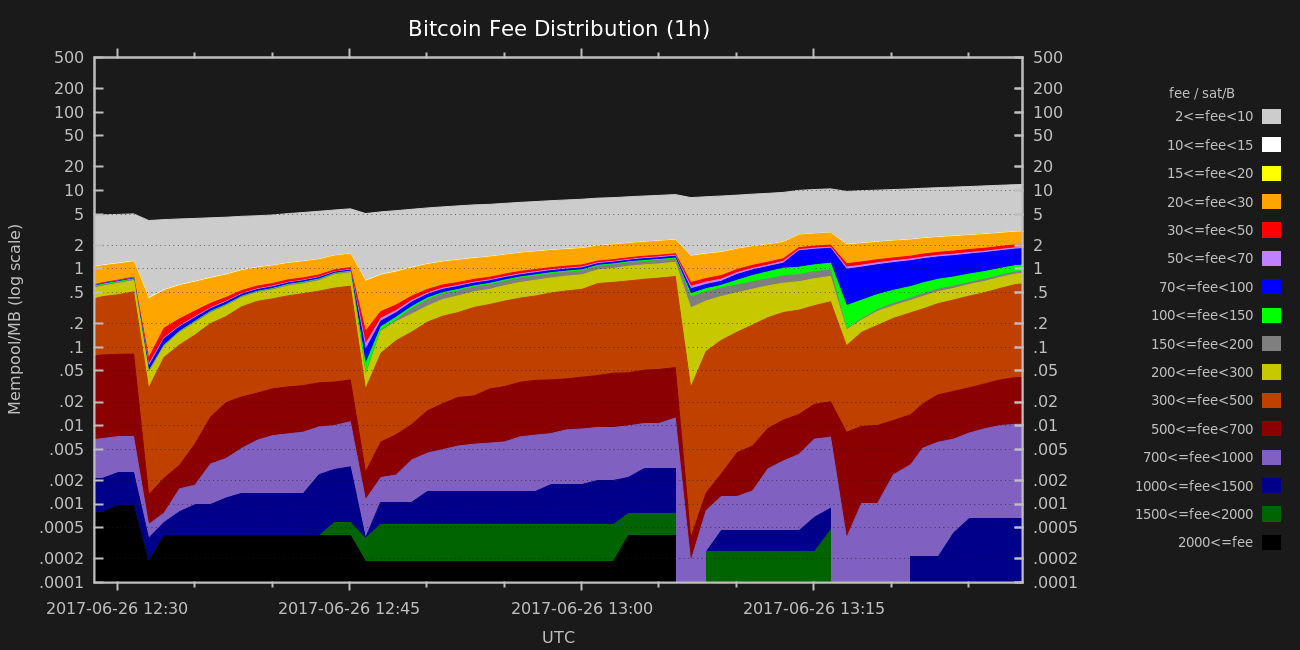 Bitcoin Fee Distribution (1h)
500
200
100
50
20
10
5
2
1
.5
.2
.1
.05
.02
.01
.005
.002
.001
.0005
.0002
.0001
Mempool/MB (log scale)
500
200
100
50
20
10
5
2
1
.5
.2
.1
.05
.02
.01
.005
.002
.001
.0005
.0002
.0001
2017-06-26 12:30
2017-06-26 12:45
2017-06-26 13:00
2017-06-26 13:15
UTC
fee / sat/B
2<=fee<10
10<=fee<15
15<=fee<20
20<=fee<30
30<=fee<50
50<=fee<70
70<=fee<100
100<=fee<150
150<=fee<200
200<=fee<300
300<=fee<500
500<=fee<700
700<=fee<1000
1000<=fee<1500
1500<=fee<2000
2000<=fee